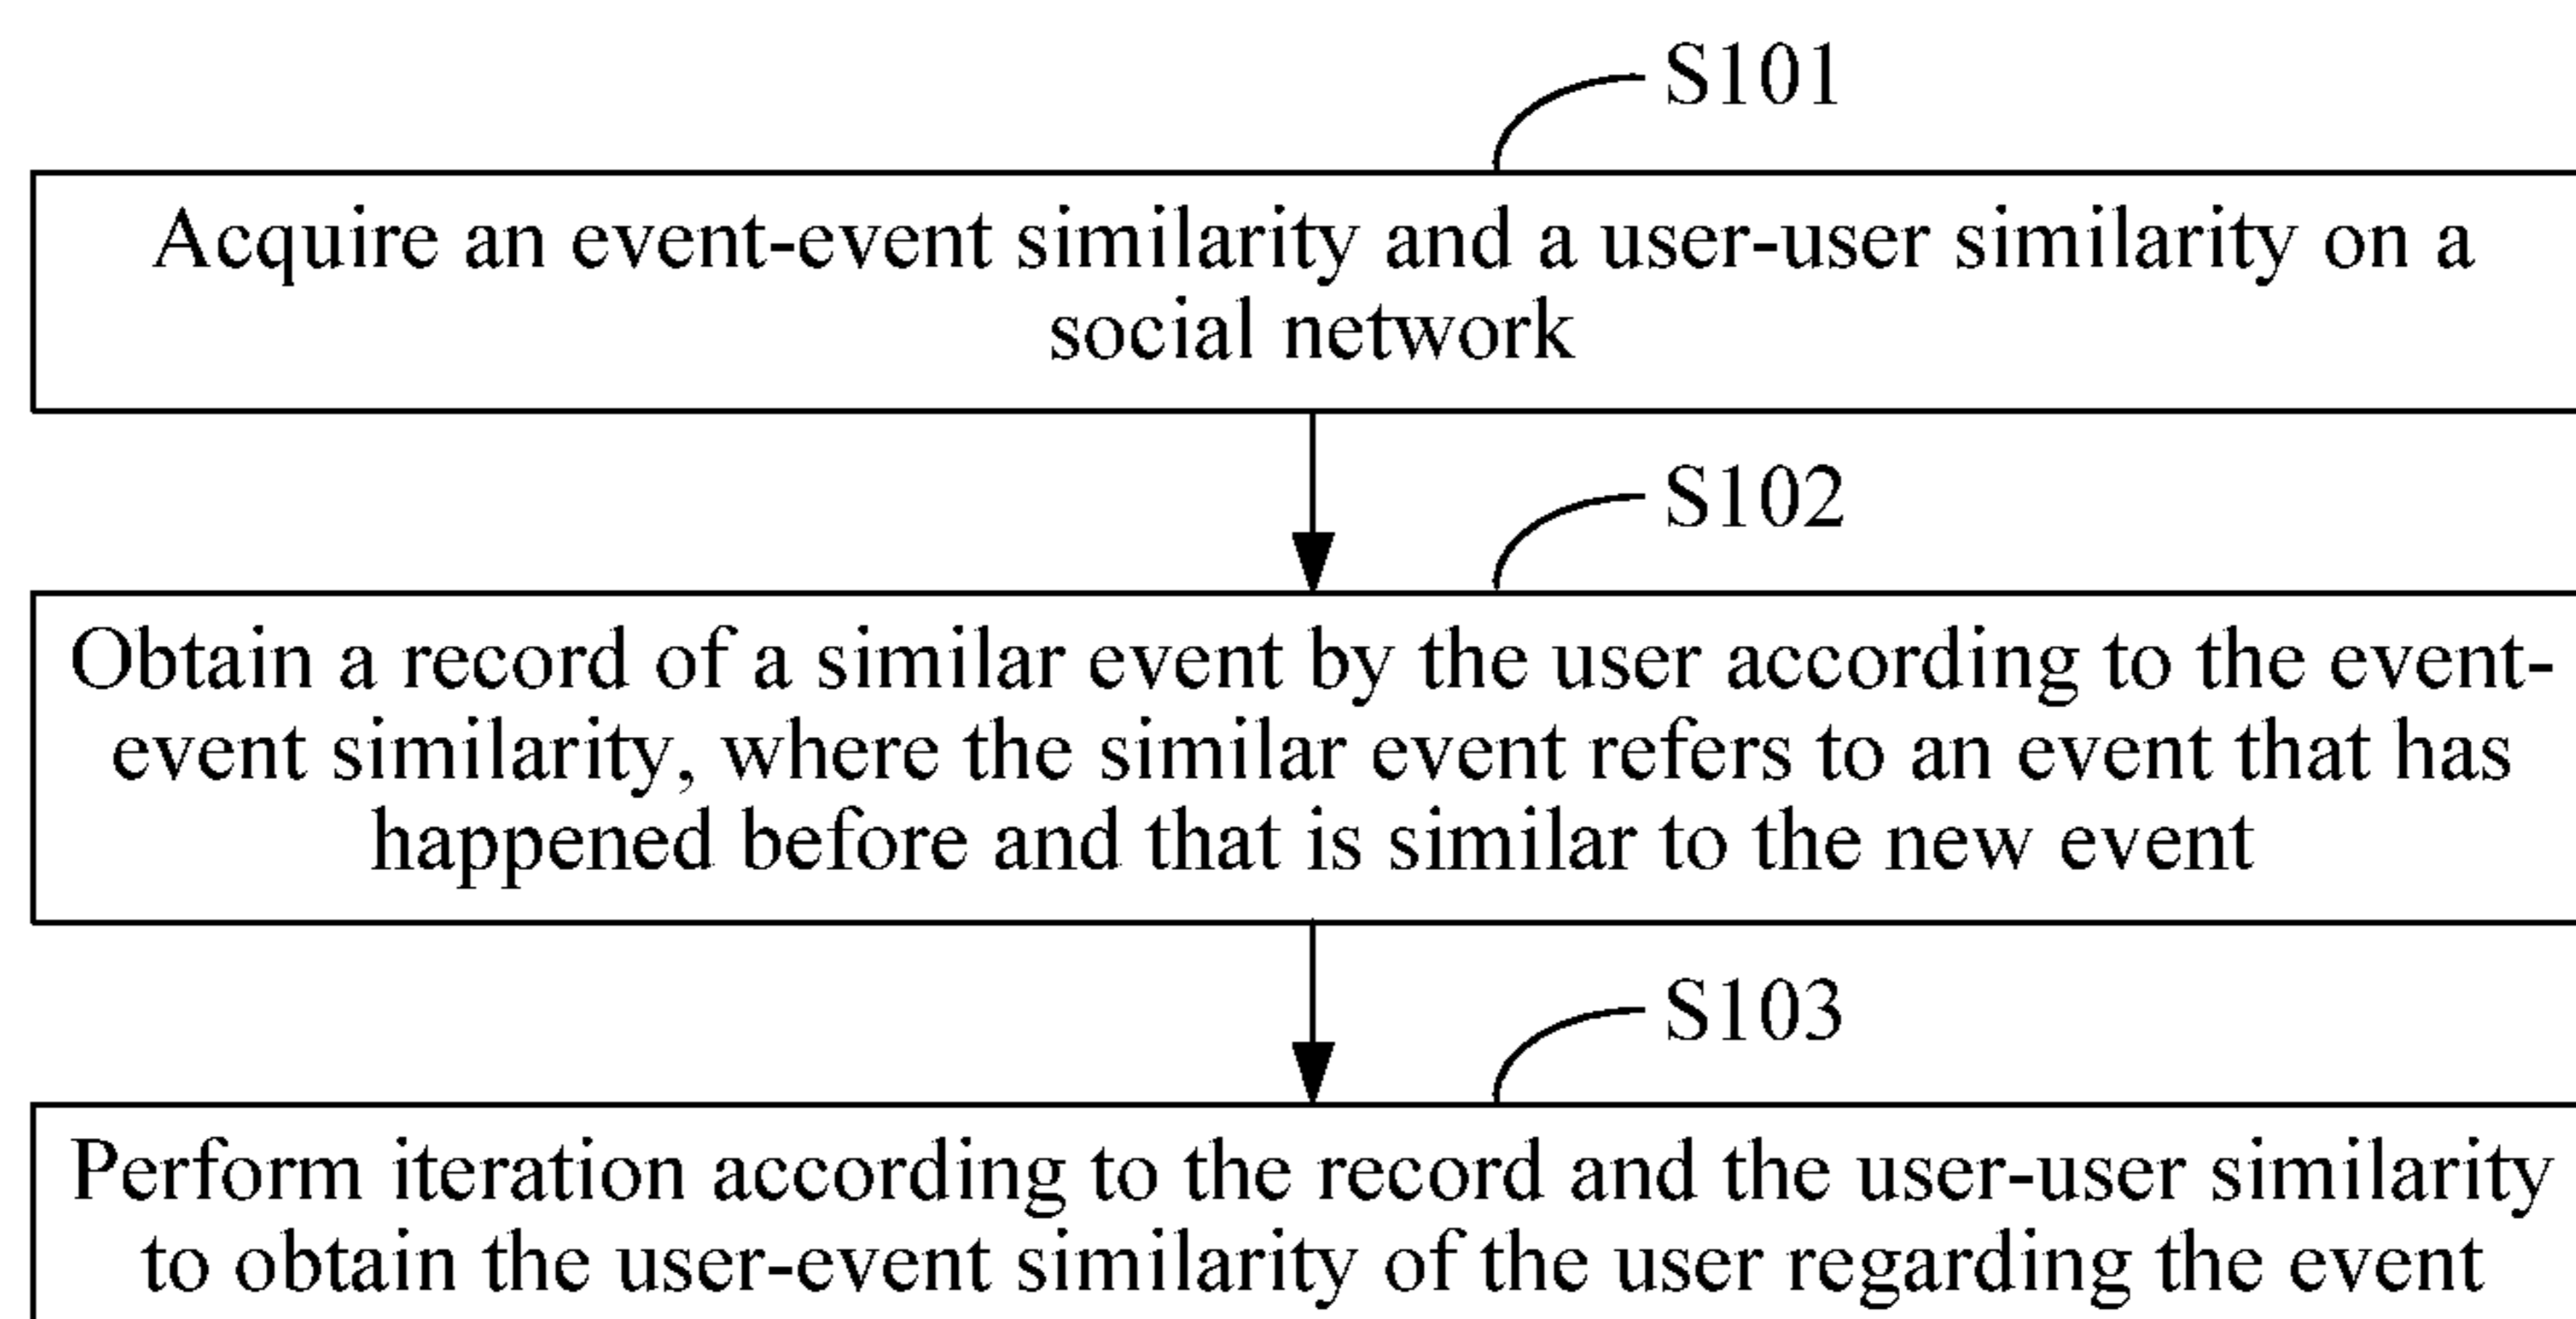 S101
Acquire an event-event similarity and a user-user similarity on a
social network
S102
Obtain a record of a similar event by the user according to the event-
event similarity, where the similar event refers to an event that has
happened before and that is similar to the new event
S103
Perform iteration according to the record and the user-user similarity
to obtain the user-event similarity of the user regarding the event